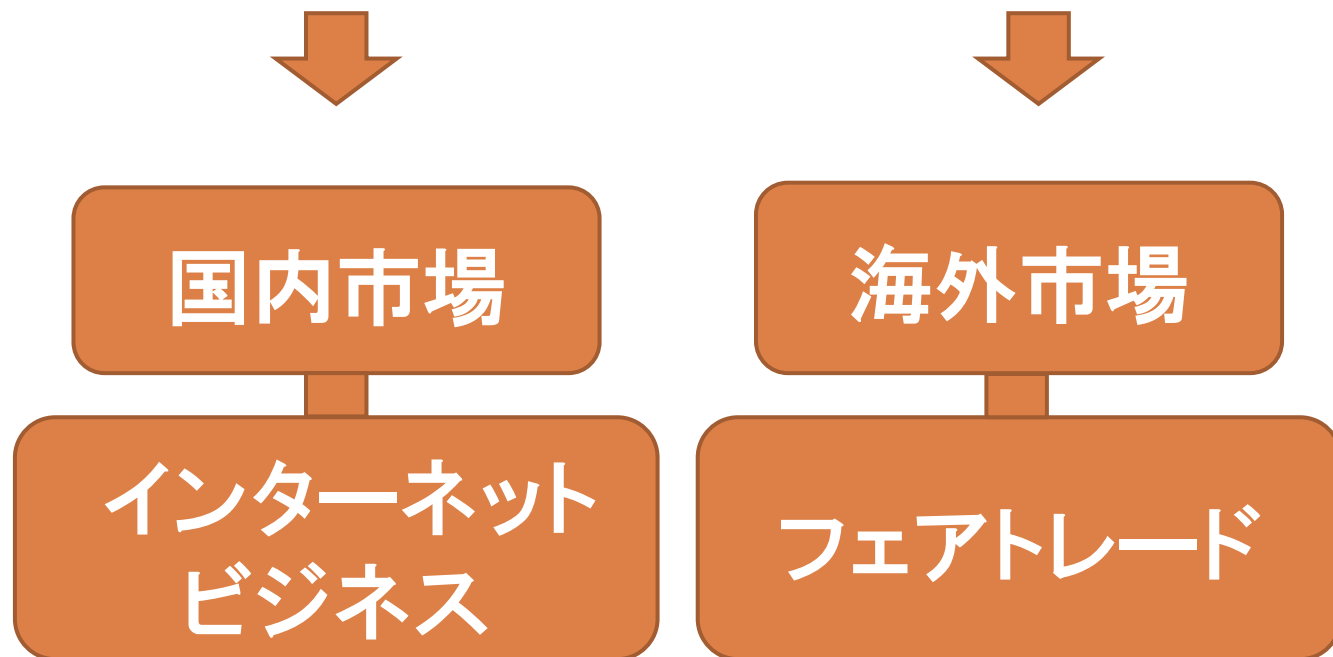 国内市場
海外市場
インターネット
ビジネス
フェアトレード